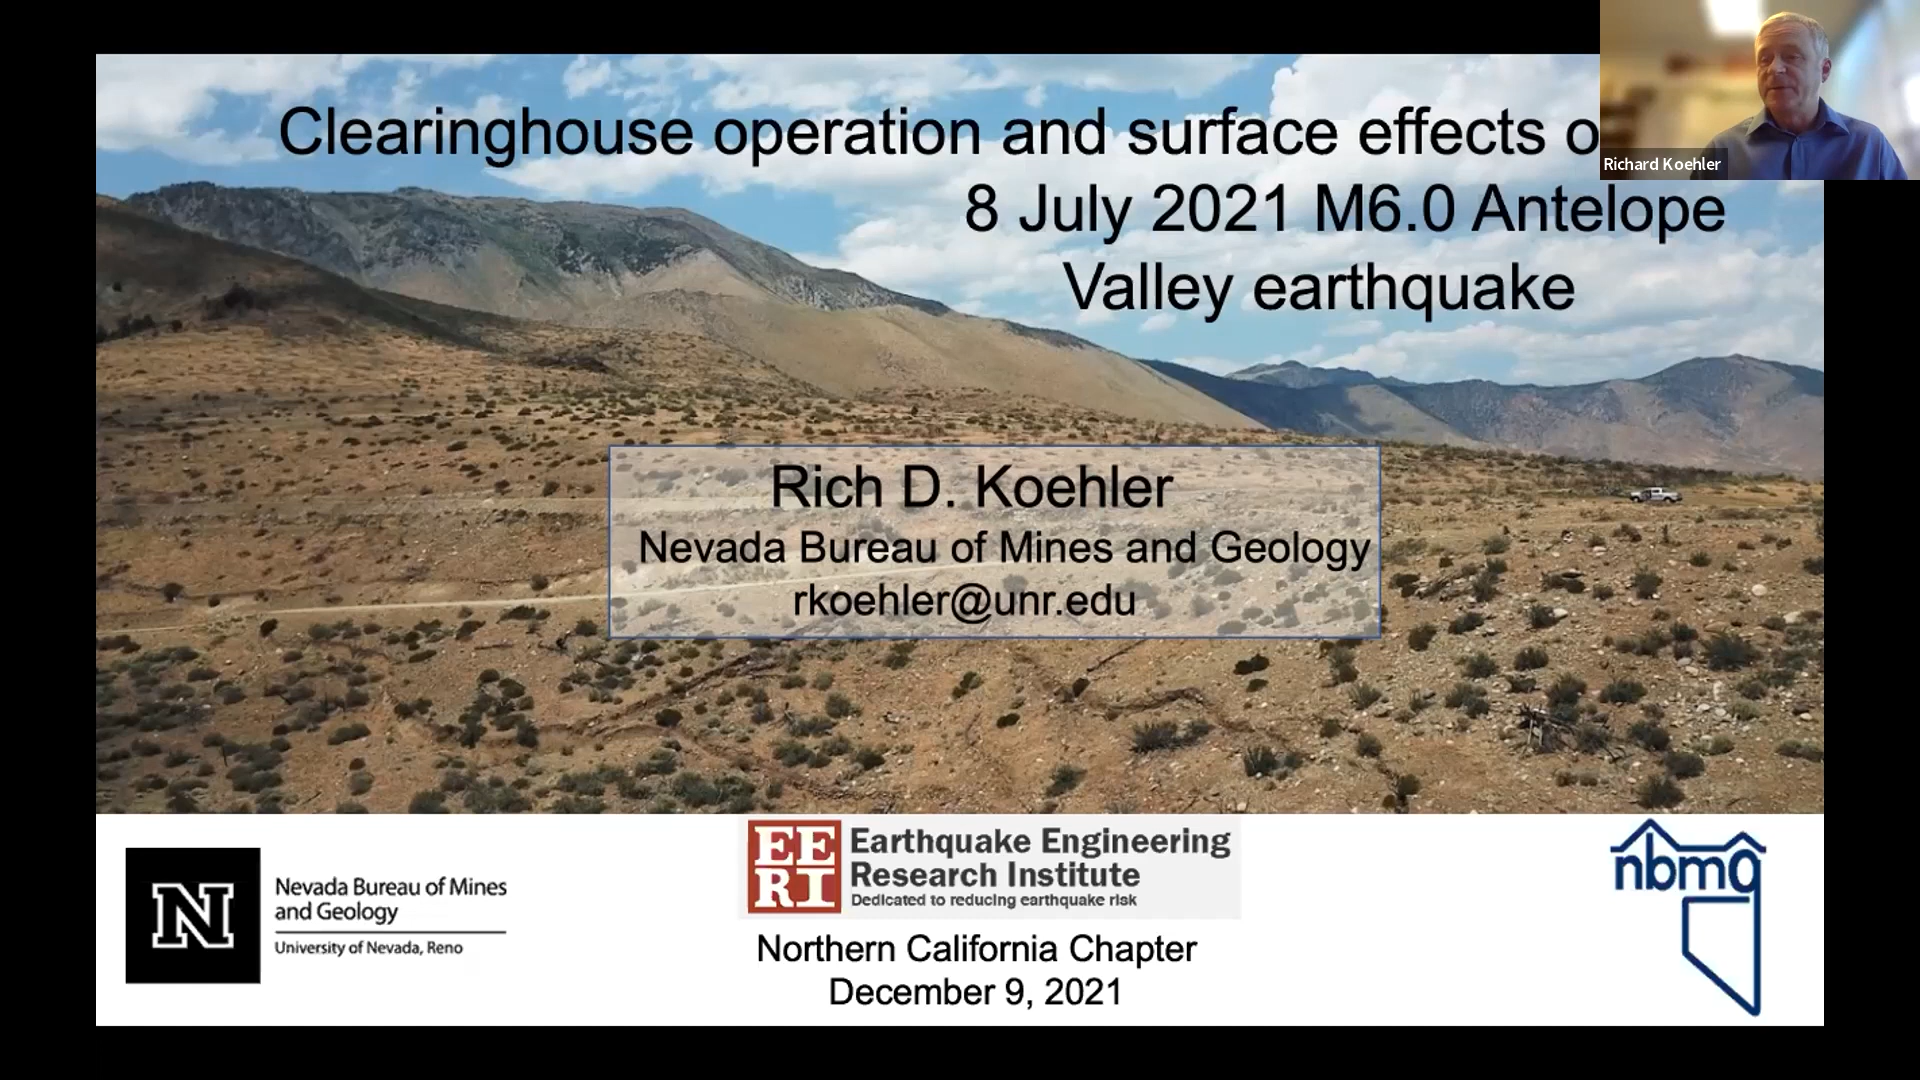 Clearinghouse operation and surface effects o
Richard Koehler
8 July 2021 M6.0 Antelope
Valley earthquake
Rich D. Koehler
Nevada Bureau of Mines and Geology
rkoehler@unr.edu
N
Nevada Bureau of Mines
and Geology
University of Nevada, Reno
EE
RI
Earthquake Engineering
Research Institute
Dedicated to reducing earthquake risk
Northern California Chapter
December 9, 2021
nbmg